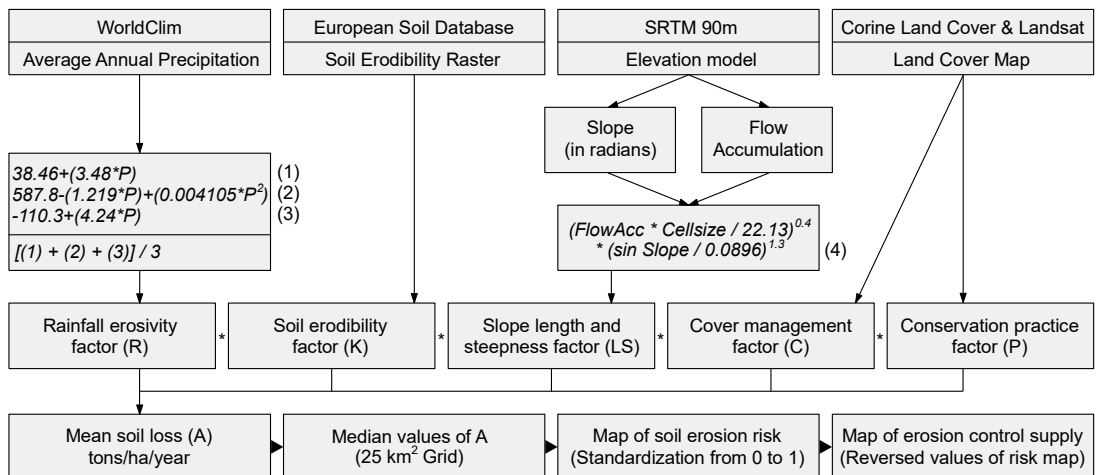 WorldClim
Average Annual Precipitation
European Soil Database
Soil Erodibility Raster
SRTM 90m
Elevation model
Corine Land Cover & Landsat
Land Cover Map
Slope
(in radians)
Flow
Accumulation
38.46+(3.48*P) (1)
587.8-(1.219*P)+(0.004105*P²) (2)
-110.3+(4.24*P) (3)
[(1) + (2) + (3)] / 3
(FlowAcc * Cellsize / 22.13)^0.4
* (sin Slope / 0.0896)^1.3 (4)
Rainfall erosivity
factor (R)
*
Soil erodibility
factor (K)
*
Slope length and
steepness factor (LS)
*
Cover management
factor (C)
*
Conservation practice
factor (P)
Mean soil loss (A)
tons/ha/year
Median values of A
(25 km² Grid)
Map of soil erosion risk
(Standardization from 0 to 1)
Map of erosion control supply
(Reversed values of risk map)